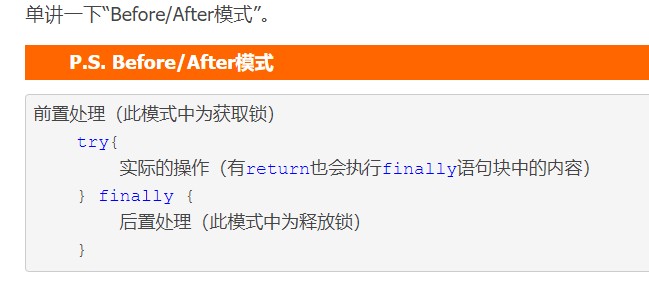 单讲一下“Before/After模式”。
P.S. Before/After模式
前置处理（此模式中为获取锁）
try{
实际的操作（有return也会执行finally语句块中的内容）
} finally {
后置处理（此模式中为释放锁）
}